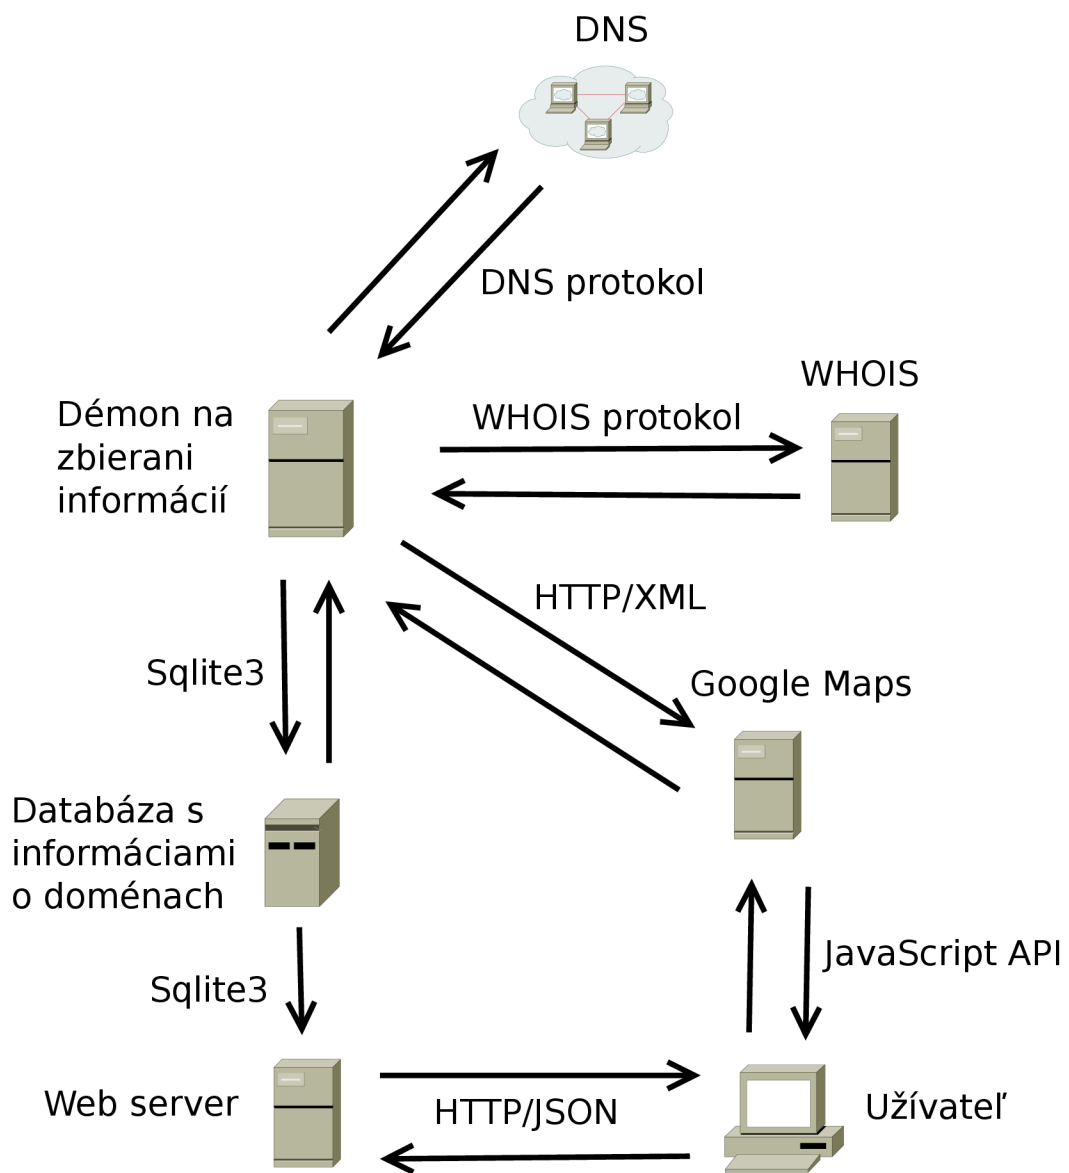 DNS
DNS protokol
WHOIS
Démon na
zbierani
informácií
WHOIS protokol
HTTP/XML
Sqlite3
Google Maps
Databáza s
informáciami
o doménach
JavaScript API
Sqlite3
Web server
HTTP/JSON
Užívateľ